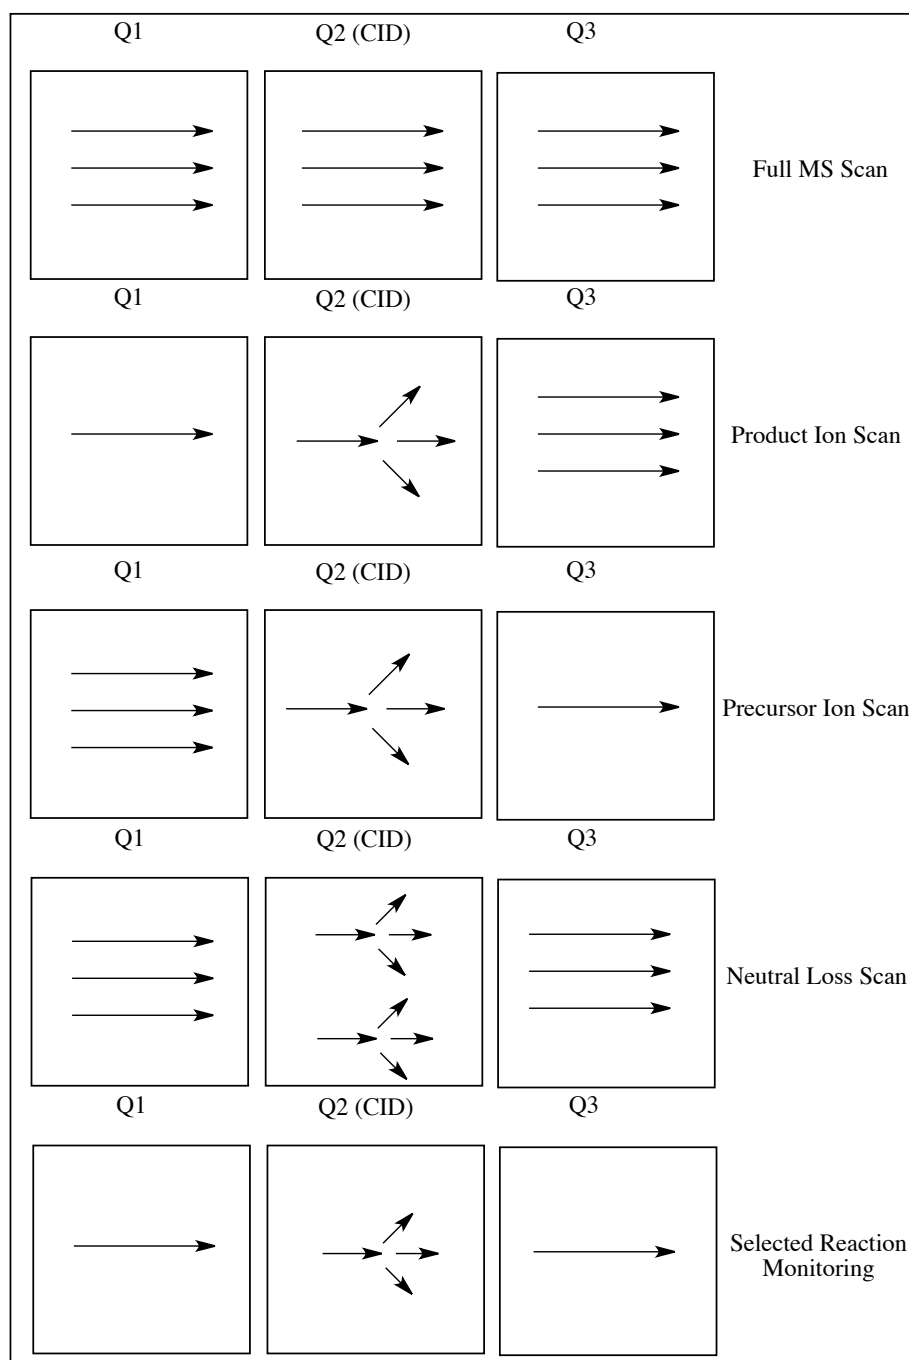 Q1 Q2 (CID) Q3
Full MS Scan
Q1 Q2 (CID) Q3
Product Ion Scan
Q1 Q2 (CID) Q3
Precursor Ion Scan
Q1 Q2 (CID) Q3
Neutral Loss Scan
Q1 Q2 (CID) Q3
Selected Reaction
Monitoring